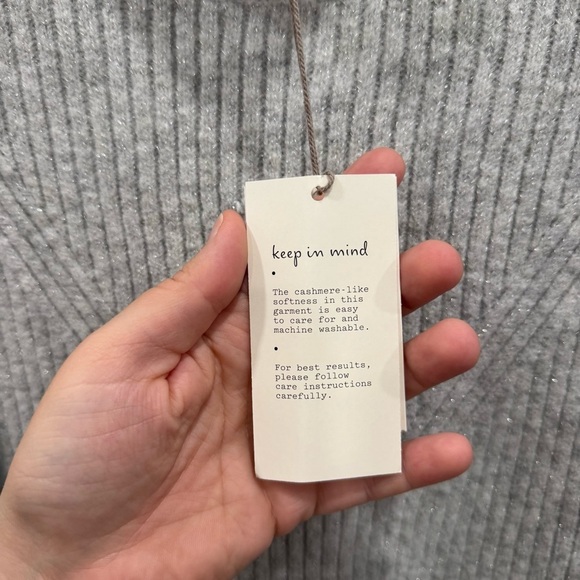 keep in mind
•
The cashmere-like
softness in this
garment is easy
to care for and
machine washable.
•
For best results,
please follow
care instructions
carefully.